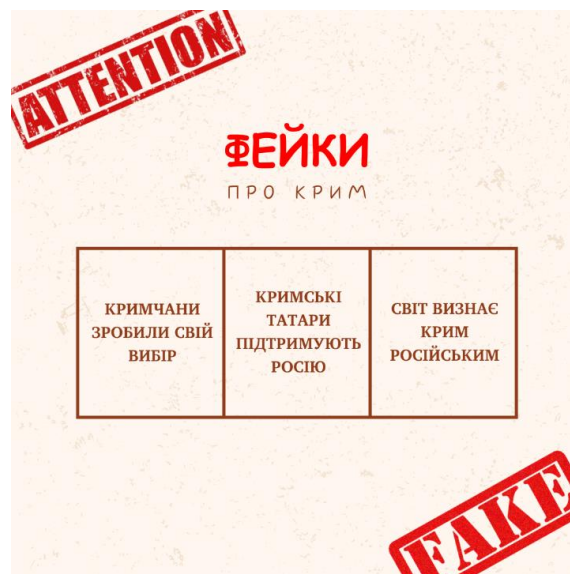 ATTENTION
ФЕЙКИ
ПРО КРИМ
КРИМЧАНИ
ЗРОБИЛИ СВІЙ
ВИБІР
КРИМСЬКІ
ТАТАРИ
ПІДТРИМУЮТЬ
РОСІЮ
СВІТ ВИЗНАЄ
КРИМ
РОСІЙСЬКИМ
FAKE